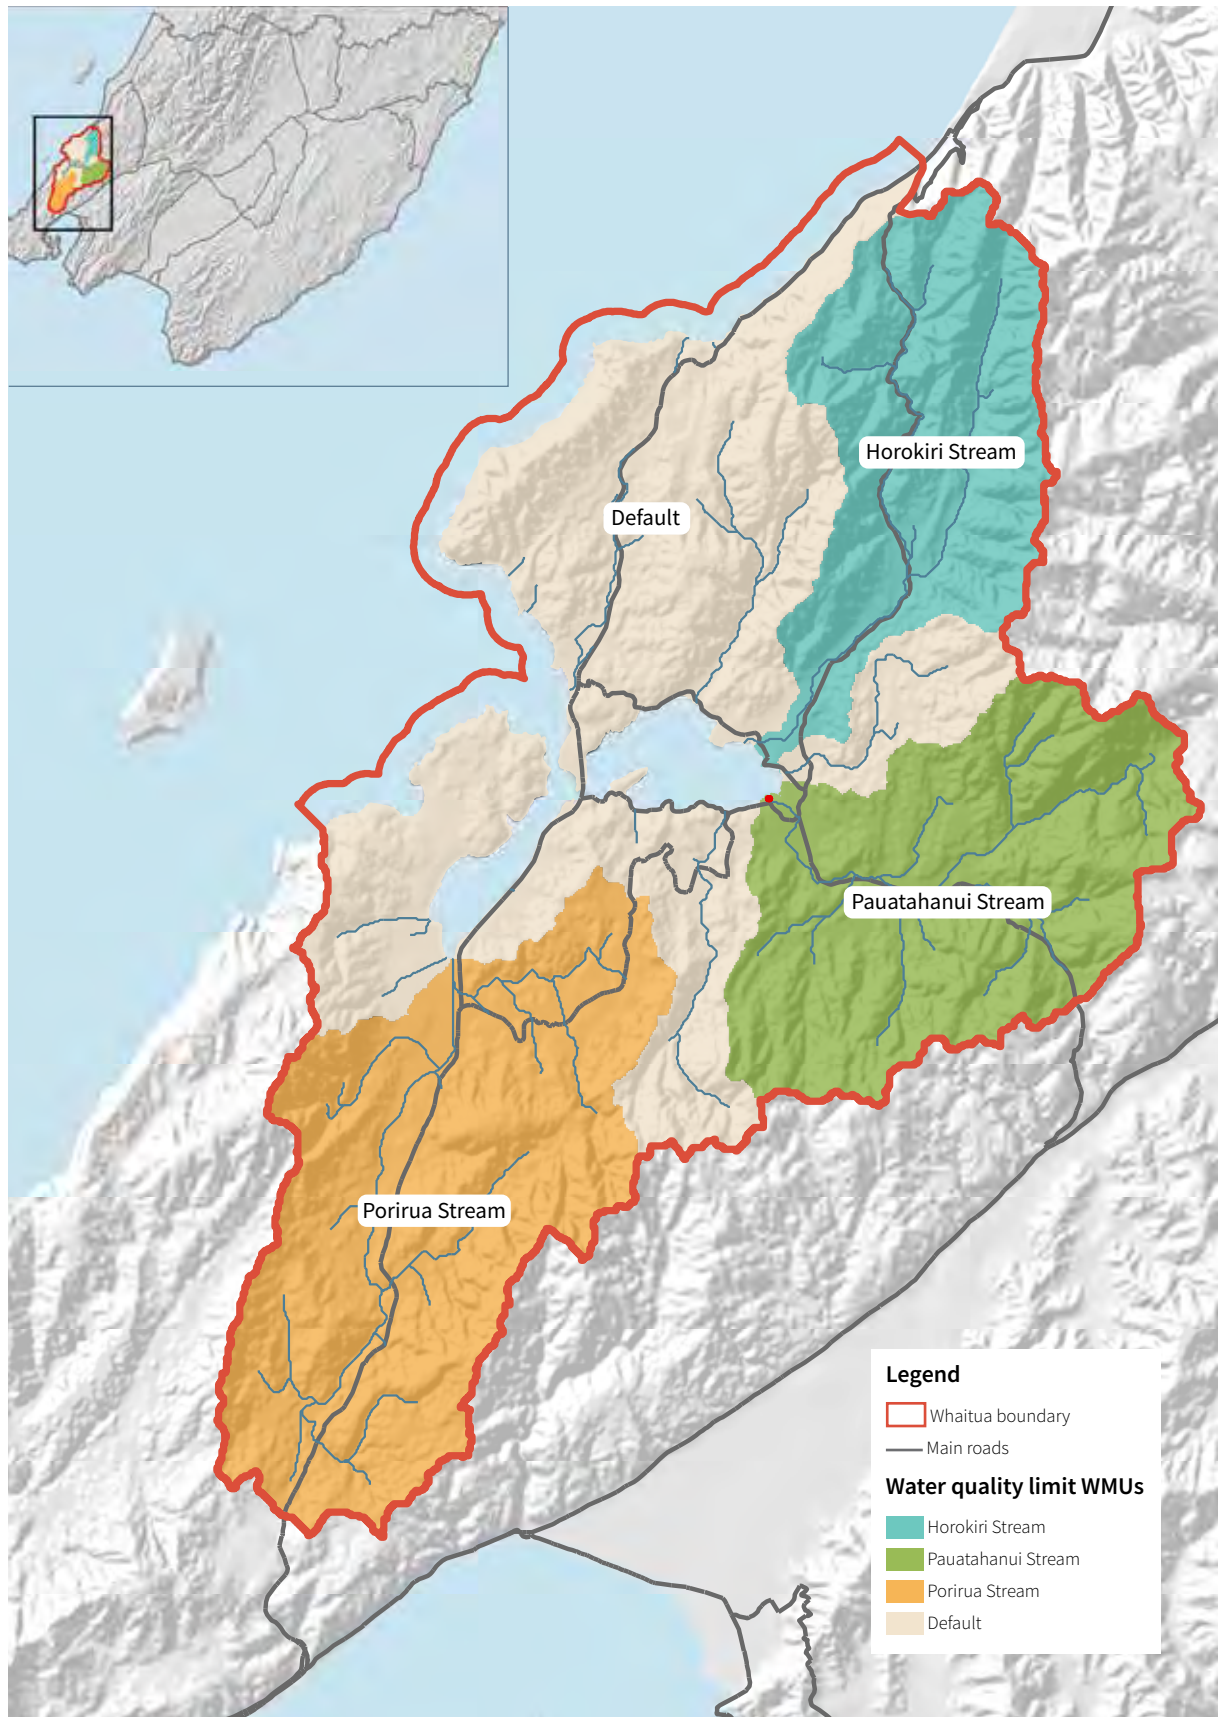 Horokiri Stream
Default
Pauatahanui Stream
Porirua Stream
Legend
Whaitua boundary
Main roads
Water quality limit WMUs
Horokiri Stream
Pauatahanui Stream
Porirua Stream
Default